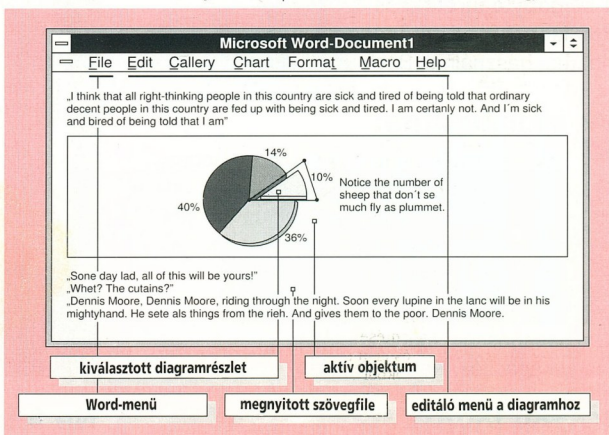 Microsoft Word-Document1
File Edit Gallery Chart Format Macro Help
„I think that all right-thinking people in this country are sick and tired of being told that ordinary
decent people in this country are fed up with being sick and tired. I am certanly not. And I´m sick
and bired of being told that I am”
14%
10%
40%
36%
Notice the number of
sheep that don´t se
much fly as plummet.
„Sone day lad, all of this will be yours!”
„Whet? The cutains?”
„Dennis Moore, Dennis Moore, riding through the night. Soon every lupine in the lanc will be in his
mightyhand. He sete als things from the rieh. And gives them to the poor. Dennis Moore.
kiválasztott diagramrészlet
aktív objektum
Word-menü
megnyitott szövegfile
editáló menü a diagramhoz